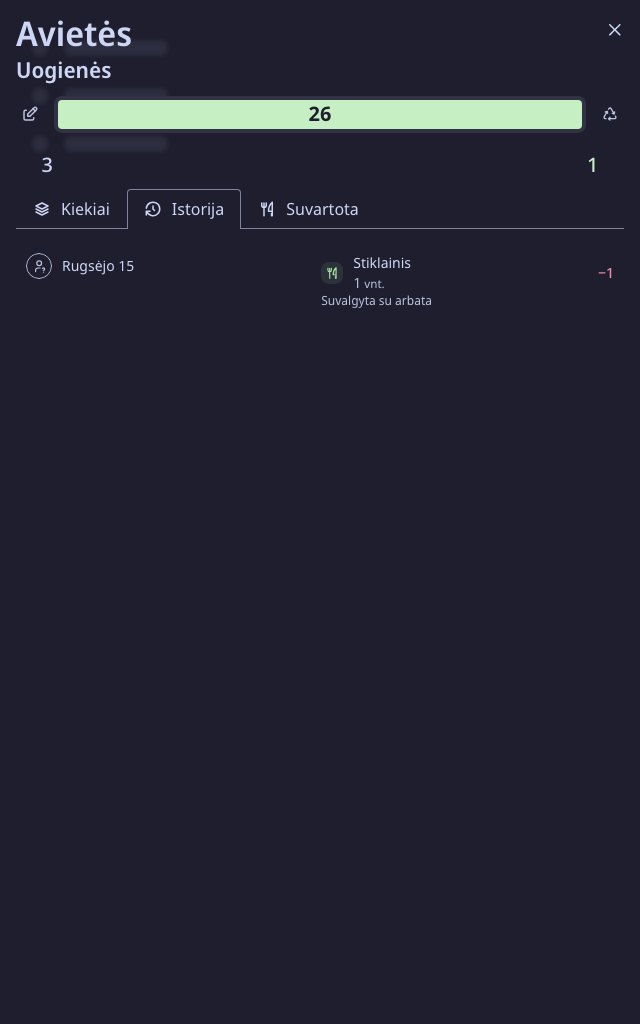 Avietės
Uogienės
26
3
1
Kiekiai
Istorija
Suvartota
Rugsėjo 15
Stiklainis
1 vnt.
−1
Suvalgyta su arbata